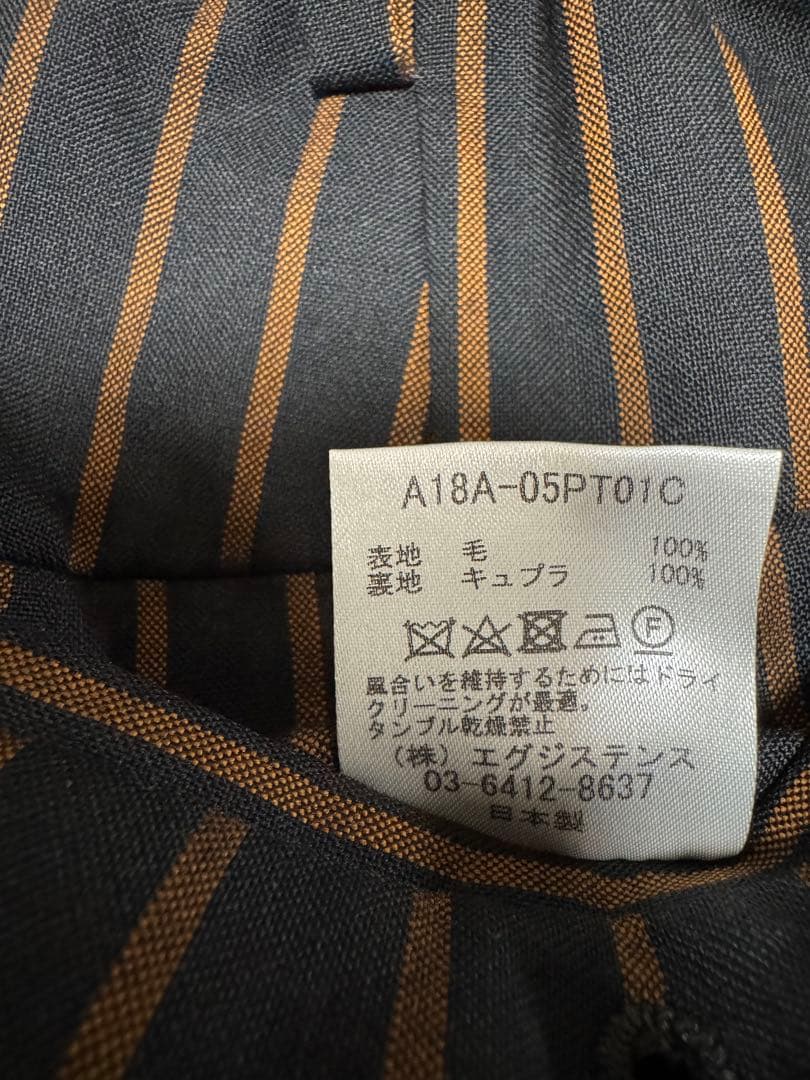 A18A-05PT01C
表地 毛 100%
裏地 キュプラ 100%
F
風合いを維持するためにはドライ
クリーニングが最適。
タンブル乾燥禁止
(株) エグジステンス
03-6412-8637
日本製